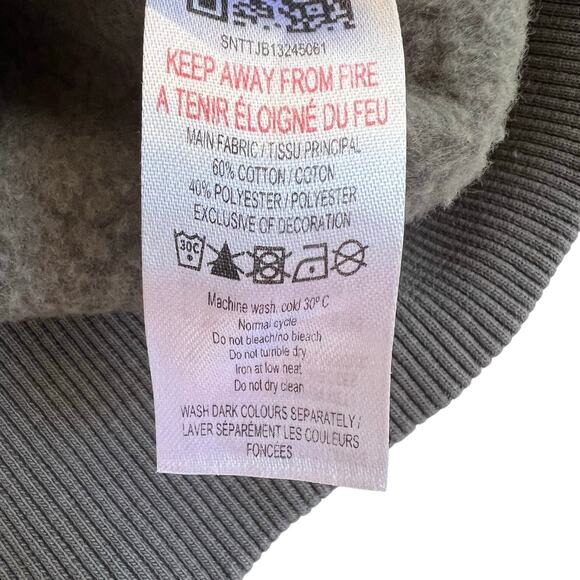 SNTTJB13245061
KEEP AWAY FROM FIRE
A TENIR ÉLOIGNÉ DU FEU
MAIN FABRIC / TISSU PRINCIPAL
60% COTTON / COTON
40% POLYESTER / POLYESTER
EXCLUSIVE OF DECORATION
30C
Machine wash, cold 30º C
Normal cycle
Do not bleach/no bleach
Do not tumble dry
Iron at low heat
Do not dry clean
WASH DARK COLOURS SEPARATELY /
LAVER SÉPARÉMENT LES COULEURS
FONCÉES